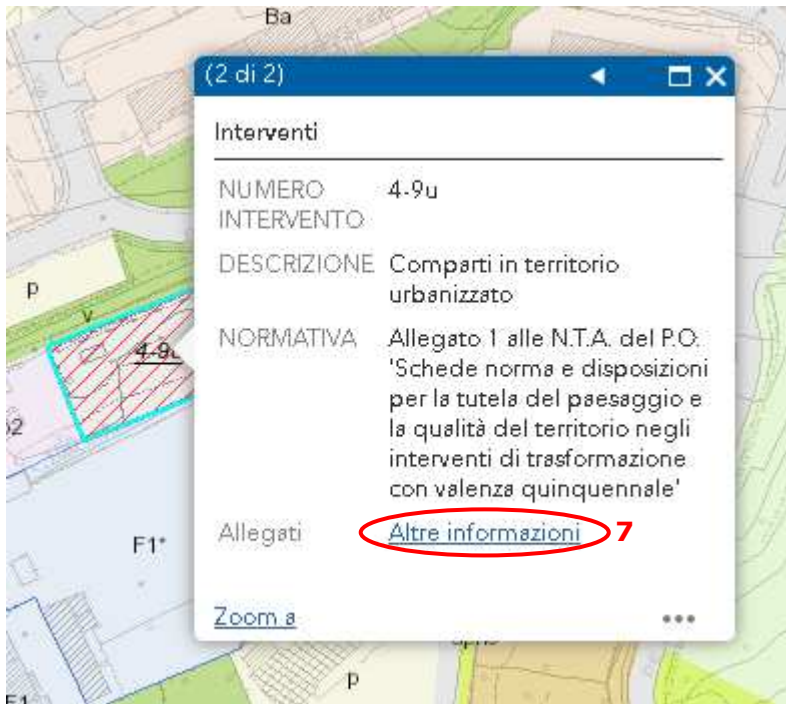 Ba
(2 di 2)
Interventi
NUMERO INTERVENTO 4-9u
DESCRIZIONE Comparti in territorio
urbanizzato
NORMATIVA Allegato 1 alle N.T.A. del P.O:
'Schede norma e disposizioni
per la tutela del paesaggio e
la qualità del territorio negli
interventi di trasformazione
con valenza quinquennale'
Allegati Altre informazioni 7
Zoom a
p
v
F1*
p